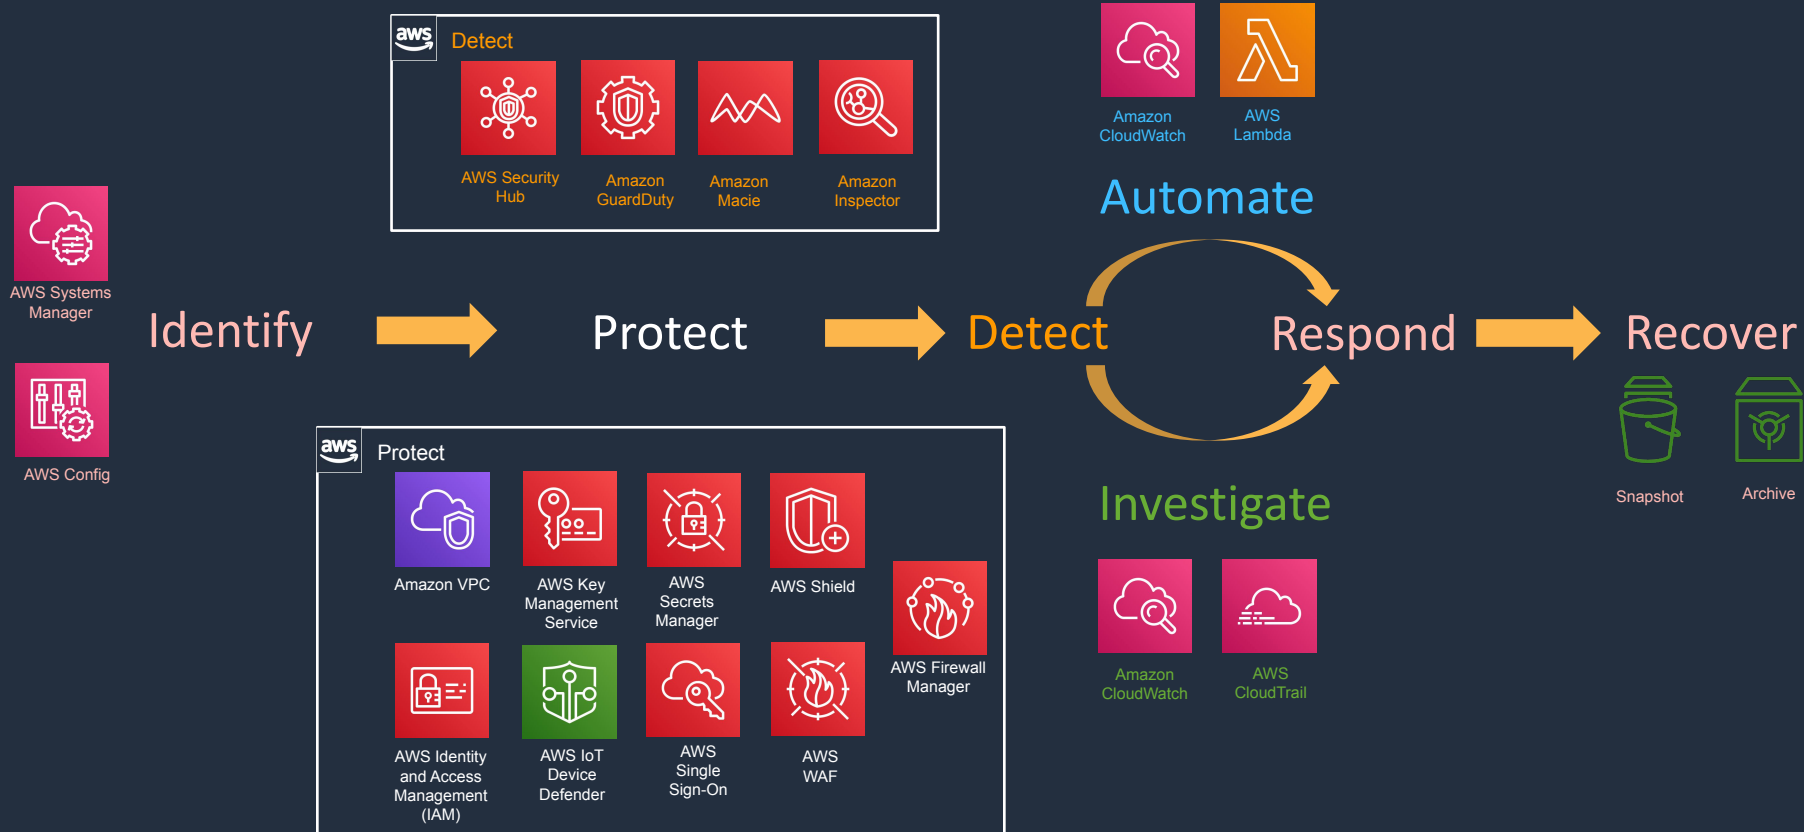 aws
Detect
AWS Security
Hub
Amazon
GuardDuty
Amazon
Macie
Amazon
Inspector
Amazon
CloudWatch
AWS
Lambda
Automate
AWS Systems
Manager
AWS Config
Identify
Protect
Detect
Respond
Recover
Snapshot
Archive
Investigate
Amazon
CloudWatch
AWS
CloudTrail
aws
Protect
Amazon VPC
AWS Key
Management
Service
AWS
Secrets
Manager
AWS Shield
AWS Firewall
Manager
AWS Identity
and Access
Management
(IAM)
AWS IoT
Device
Defender
AWS
Single
Sign-On
AWS
WAF